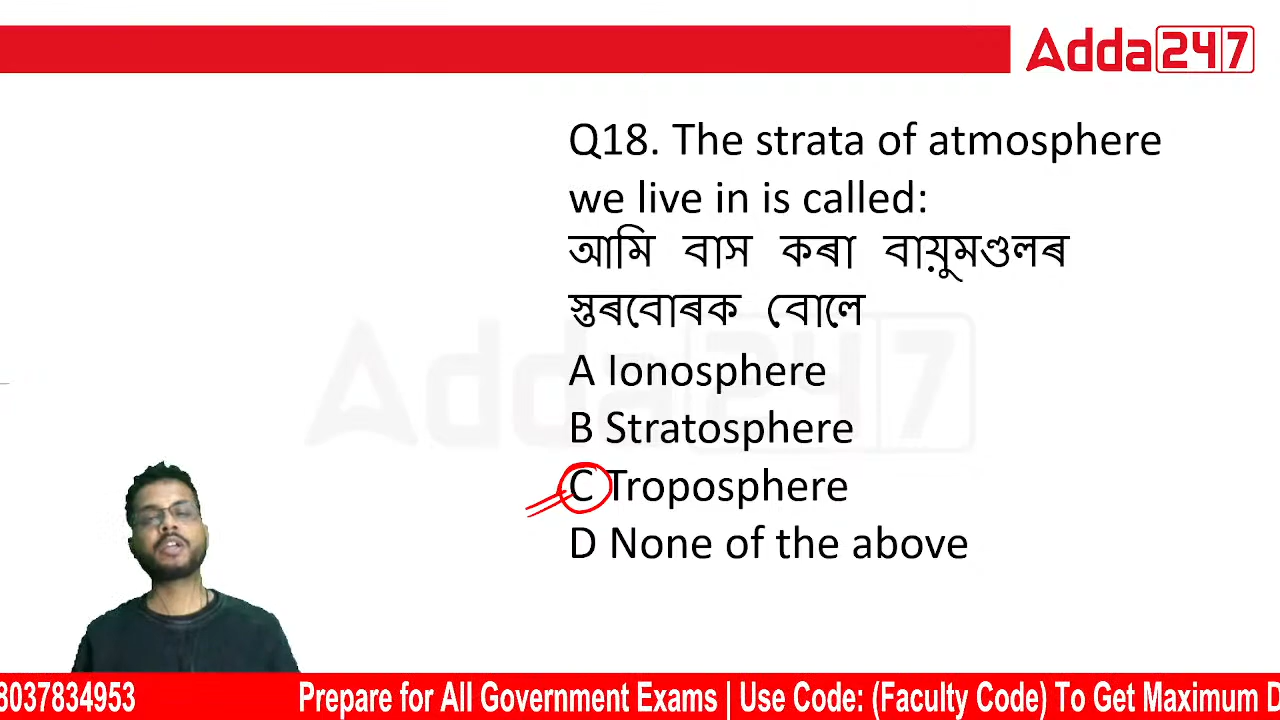 Adda247
Q18. The strata of atmosphere
we live in is called:
আমি বাস কৰা বায়ুমণ্ডলৰ
স্তৰবোৰক বোলে
A Ionosphere
B Stratosphere
C Troposphere
D None of the above
Adda247
8037834953 Prepare for All Government Exams | Use Code: (Faculty Code) To Get Maximum D